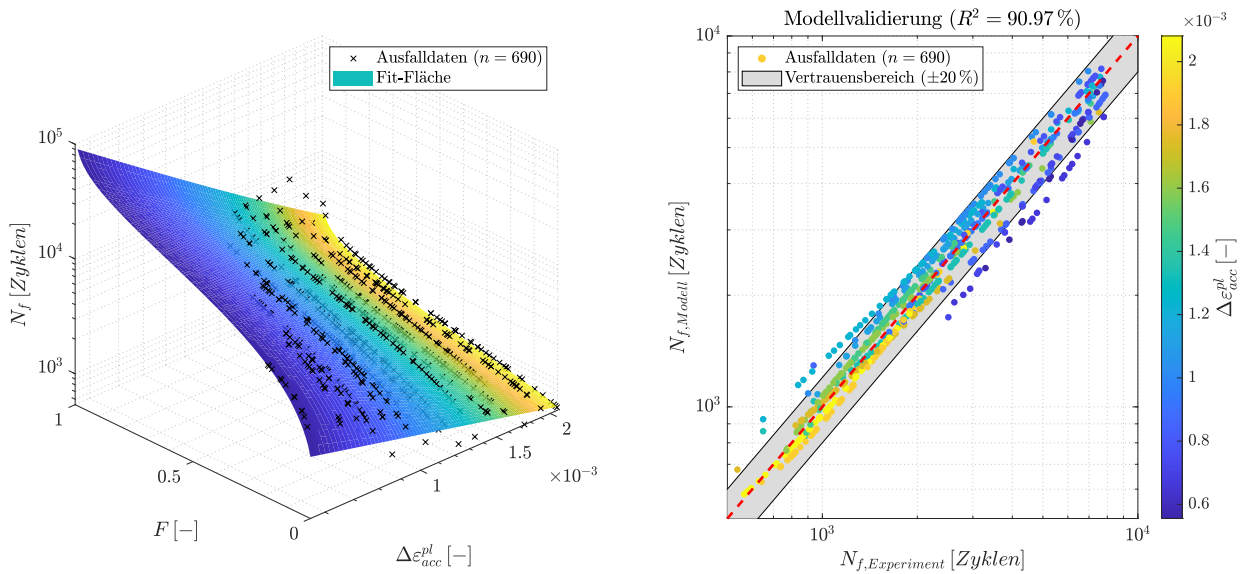 Ausfalldaten (n = 690)
Fit-Fläche
10^5
10^4
10^3
N_f [Zyklen]
1
0.5
0
F [−]
1
1.5
2
×10^−3
Δε_acc^pl [−]
Modellvalidierung (R^2 = 90.97 %)
Ausfalldaten (n = 690)
Vertrauensbereich (±20 %)
10^4
10^3
N_f,Modell [Zyklen]
10^3
10^4
N_f,Experiment [Zyklen]
×10^−3
2
1.8
1.6
1.4
1.2
1
0.8
0.6
Δε_acc^pl [−]